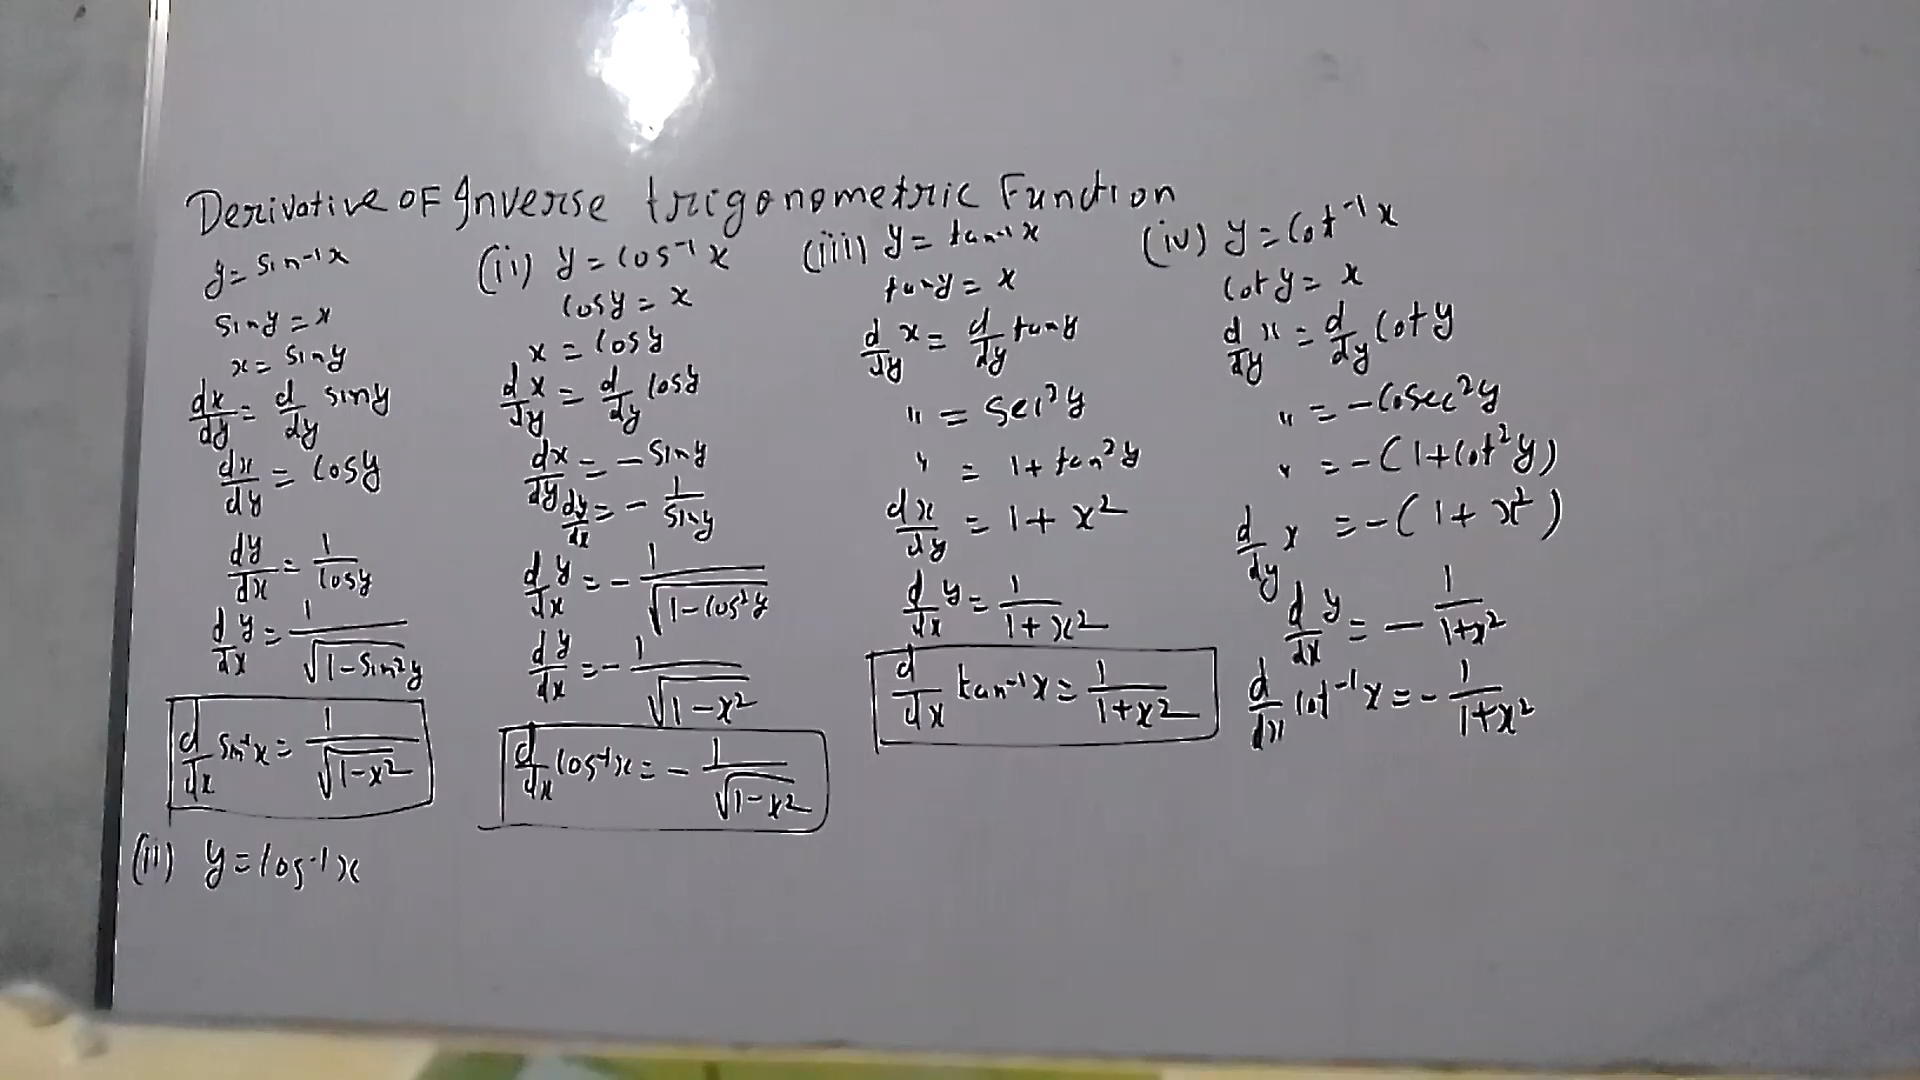 Derivative of Inverse trigonometric Function
y = sin⁻¹x
sin y = x
x = sin y
dx/dy = d/dy sin y
dx/dy = cos y
dy/dx = 1/cos y
d/dx y = 1/√(1-sin²y)
d/dx sin⁻¹x = 1/√(1-x²)
(ii) y = cos⁻¹x
(ii) y = cos⁻¹x
cos y = x
x = cos y
d/dy x = d/dy cos y
dx/dy = -sin y
dy/dx = -1/sin y
d/dx y = -1/√(1-cos²y)
dy/dx = -1/√(1-x²)
d/dx cos⁻¹x = -1/√(1-x²)
(iii) y = tan⁻¹x
tan y = x
d/dy x = d/dy tan y
" = sec²y
" = 1 + tan²y
dx/dy = 1 + x²
d/dx y = 1/(1+x²)
d/dx tan⁻¹x = 1/(1+x²)
(iv) y = cot⁻¹x
cot y = x
d/dy x = d/dy cot y
" = -cosec²y
" = -(1+cot²y)
d/dy x = -(1+x²)
d/dx y = -1/(1+x²)
d/dx cot⁻¹x = -1/(1+x²)